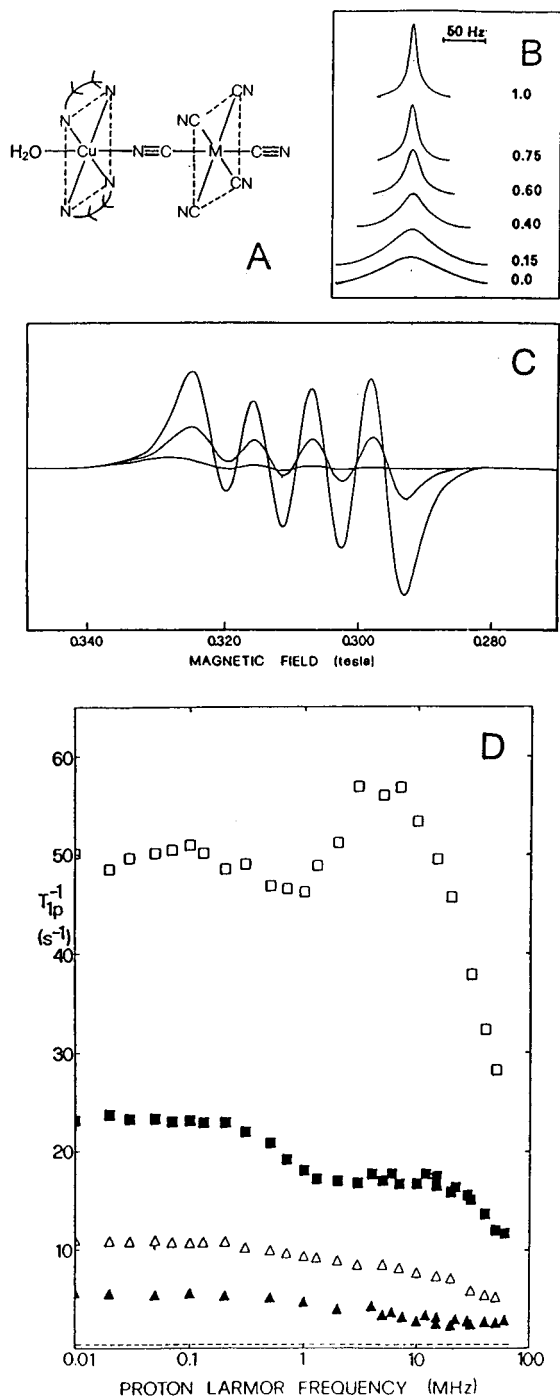 N
N
CN
NC
H₂O
Cu
N≡C
M
C≡N
N
N
NC
CN
A
50 Hz
B
1.0
0.75
0.60
0.40
0.15
0.0
C
0.340
0.320
0.300
0.280
MAGNETIC FIELD (tesla)
D
60
50
T₁ₚ⁻¹
(s⁻¹)
40
30
20
10
0.01
0.1
1
10
100
PROTON LARMOR FREQUENCY (MHz)